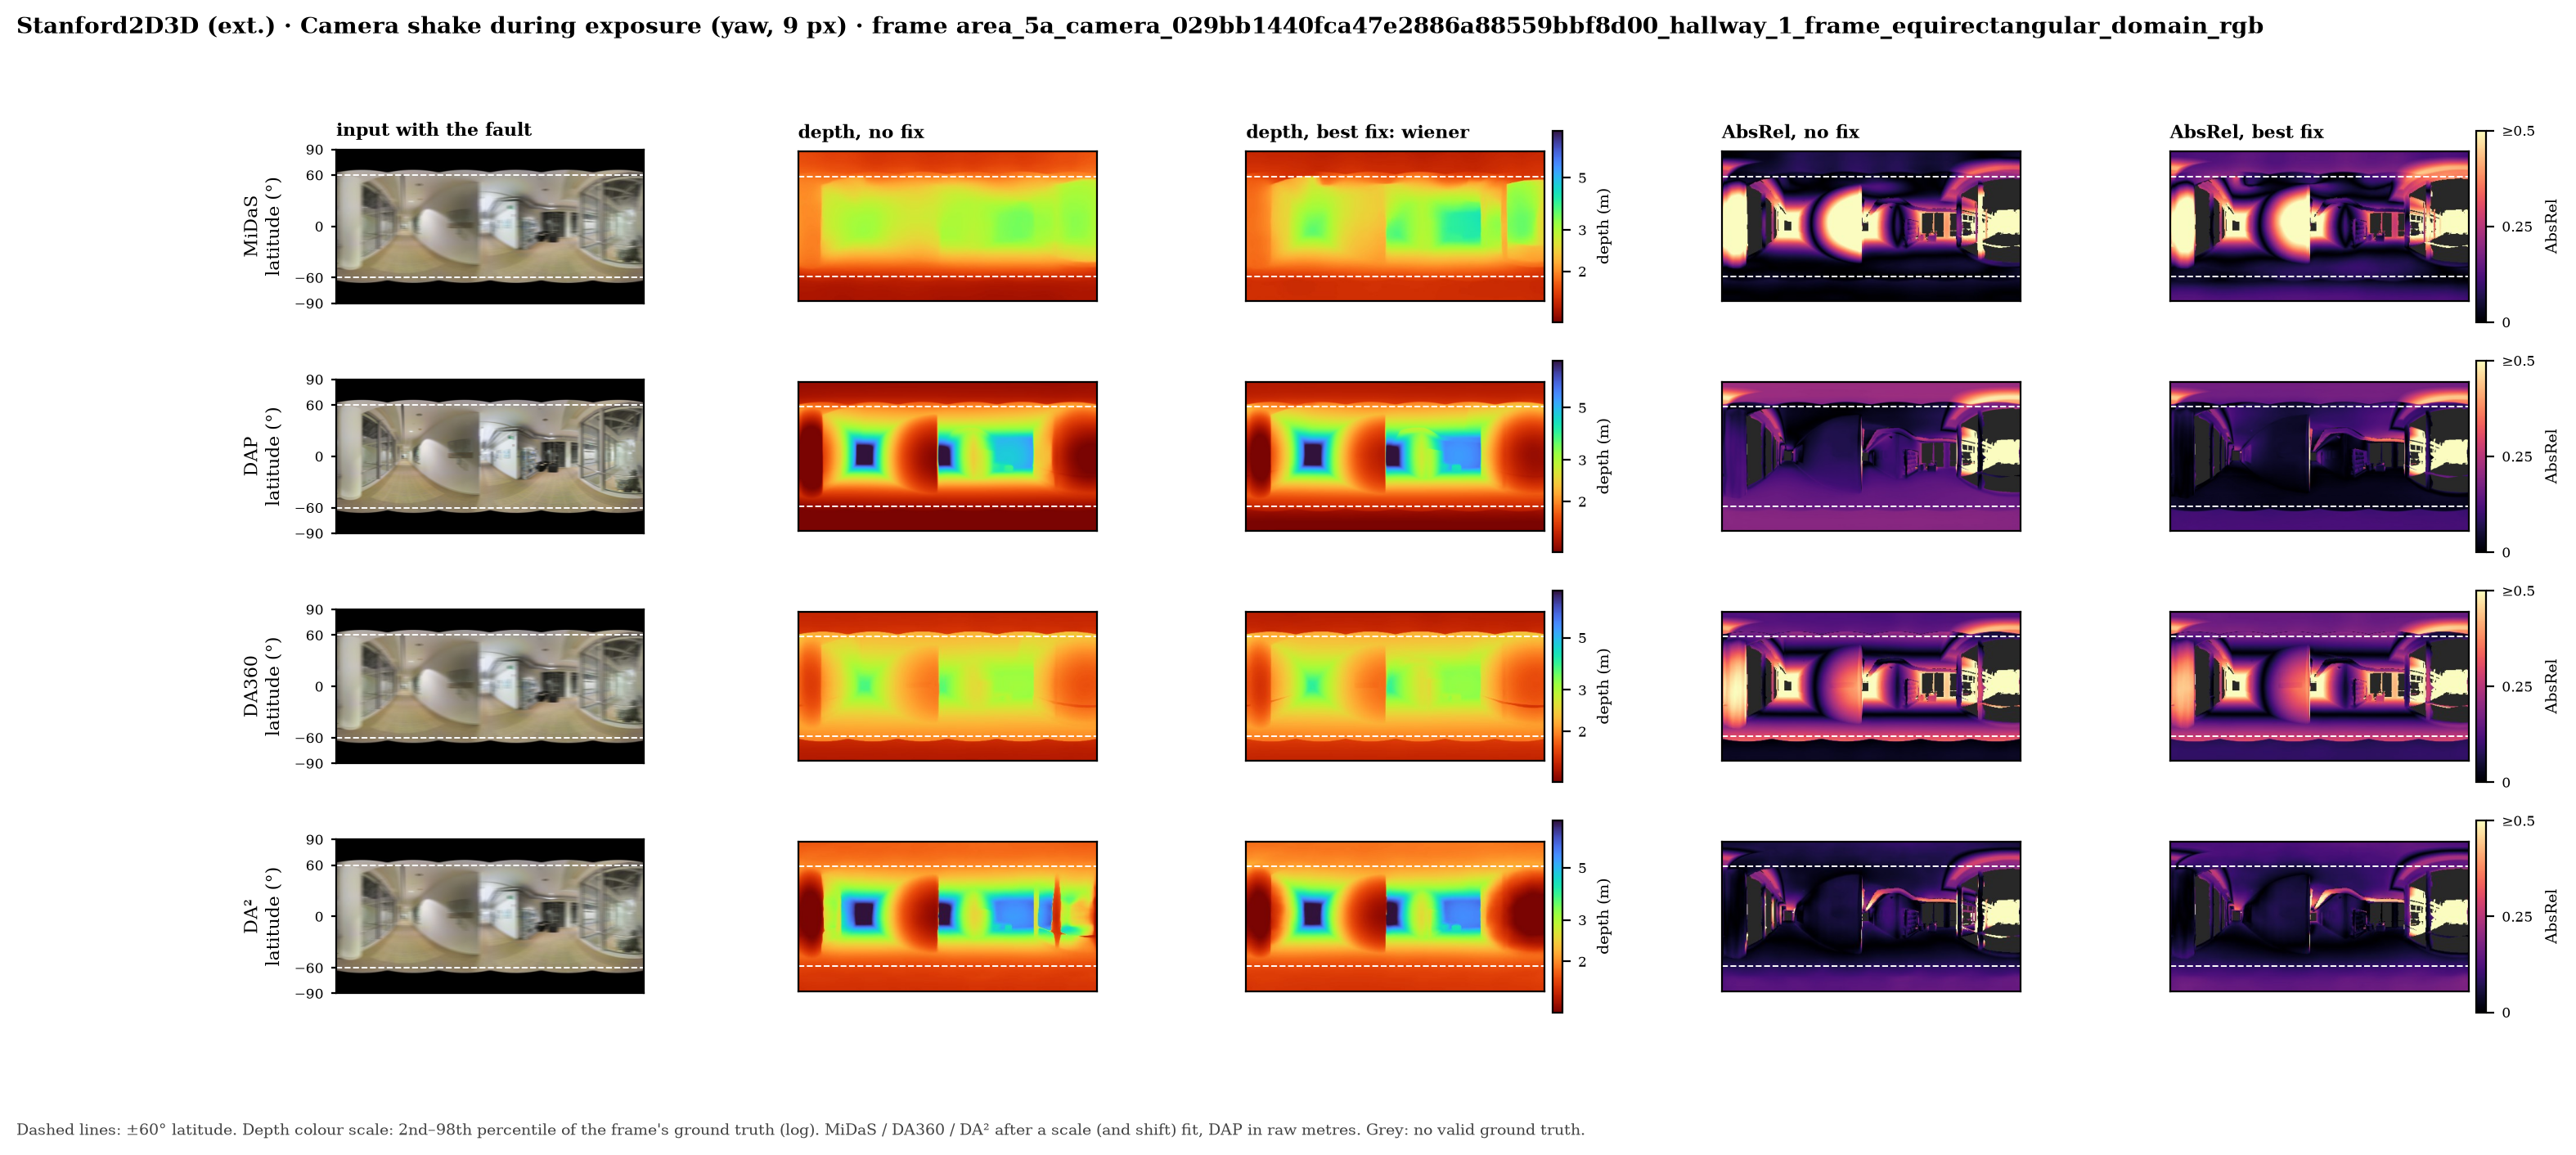 Stanford2D3D (ext.) · Camera shake during exposure (yaw, 9 px) · frame area_5a_camera_029bb1440fca47e2886a88559bbf8d00_hallway_1_frame_equirectangular_domain_rgb
input with the fault
depth, no fix
depth, best fix: wiener
AbsRel, no fix
AbsRel, best fix
MiDaS
latitude (°)
90
60
0
−60
−90
5
3
2
depth (m)
≥0.5
0.25
0
AbsRel
DAP
latitude (°)
90
60
0
−60
−90
5
3
2
depth (m)
≥0.5
0.25
0
AbsRel
DA360
latitude (°)
90
60
0
−60
−90
5
3
2
depth (m)
≥0.5
0.25
0
AbsRel
DA²
latitude (°)
90
60
0
−60
−90
5
3
2
depth (m)
≥0.5
0.25
0
AbsRel
Dashed lines: ±60° latitude. Depth colour scale: 2nd–98th percentile of the frame's ground truth (log). MiDaS / DA360 / DA² after a scale (and shift) fit, DAP in raw metres. Grey: no valid ground truth.